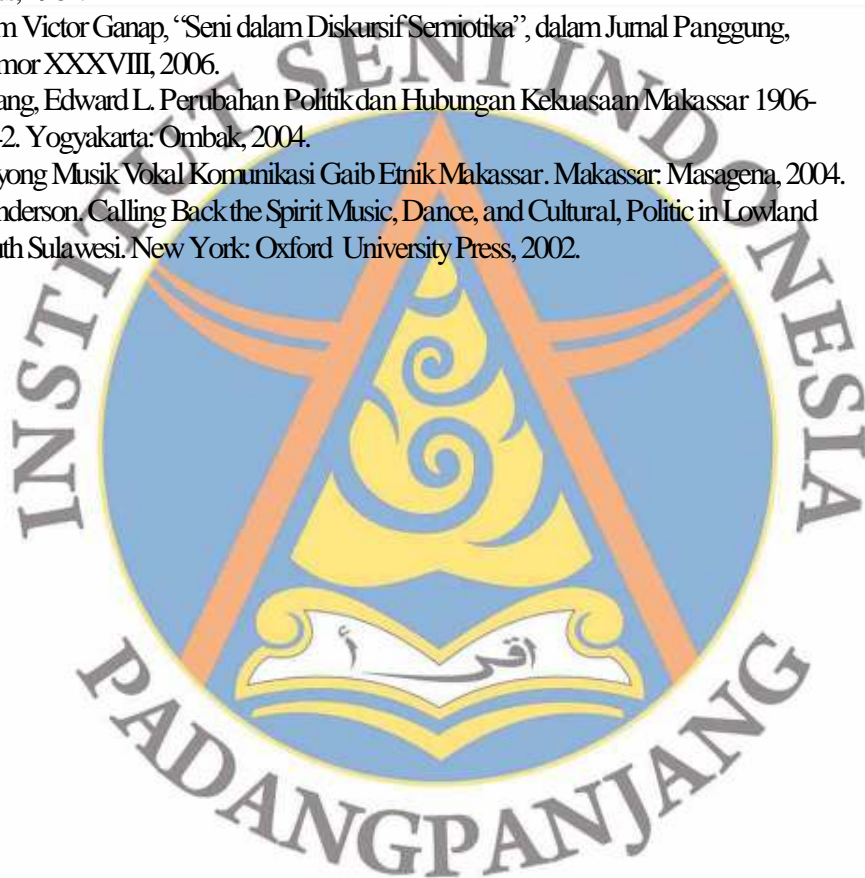 m Victor Ganap, “Seni dalam Diskursif Semiotika”, dalam Jurnal Panggung,
mor XXXVIII, 2006.
ang, Edward L. Perubahan Politik dan Hubungan Kekuasaan Makassar 1906-
-2. Yogyakarta: Ombak, 2004.
yong Musik Vokal Komunikasi Gaib Etnik Makassar. Makassar: Masagena, 2004.
nderson. Calling Back the Spirit Music, Dance, and Cultural, Politic in Lowland
uth Sulawesi. New York: Oxford University Press, 2002.
INSTITUT SENI INDONESIA
اقرأ
PADANGPANJANG